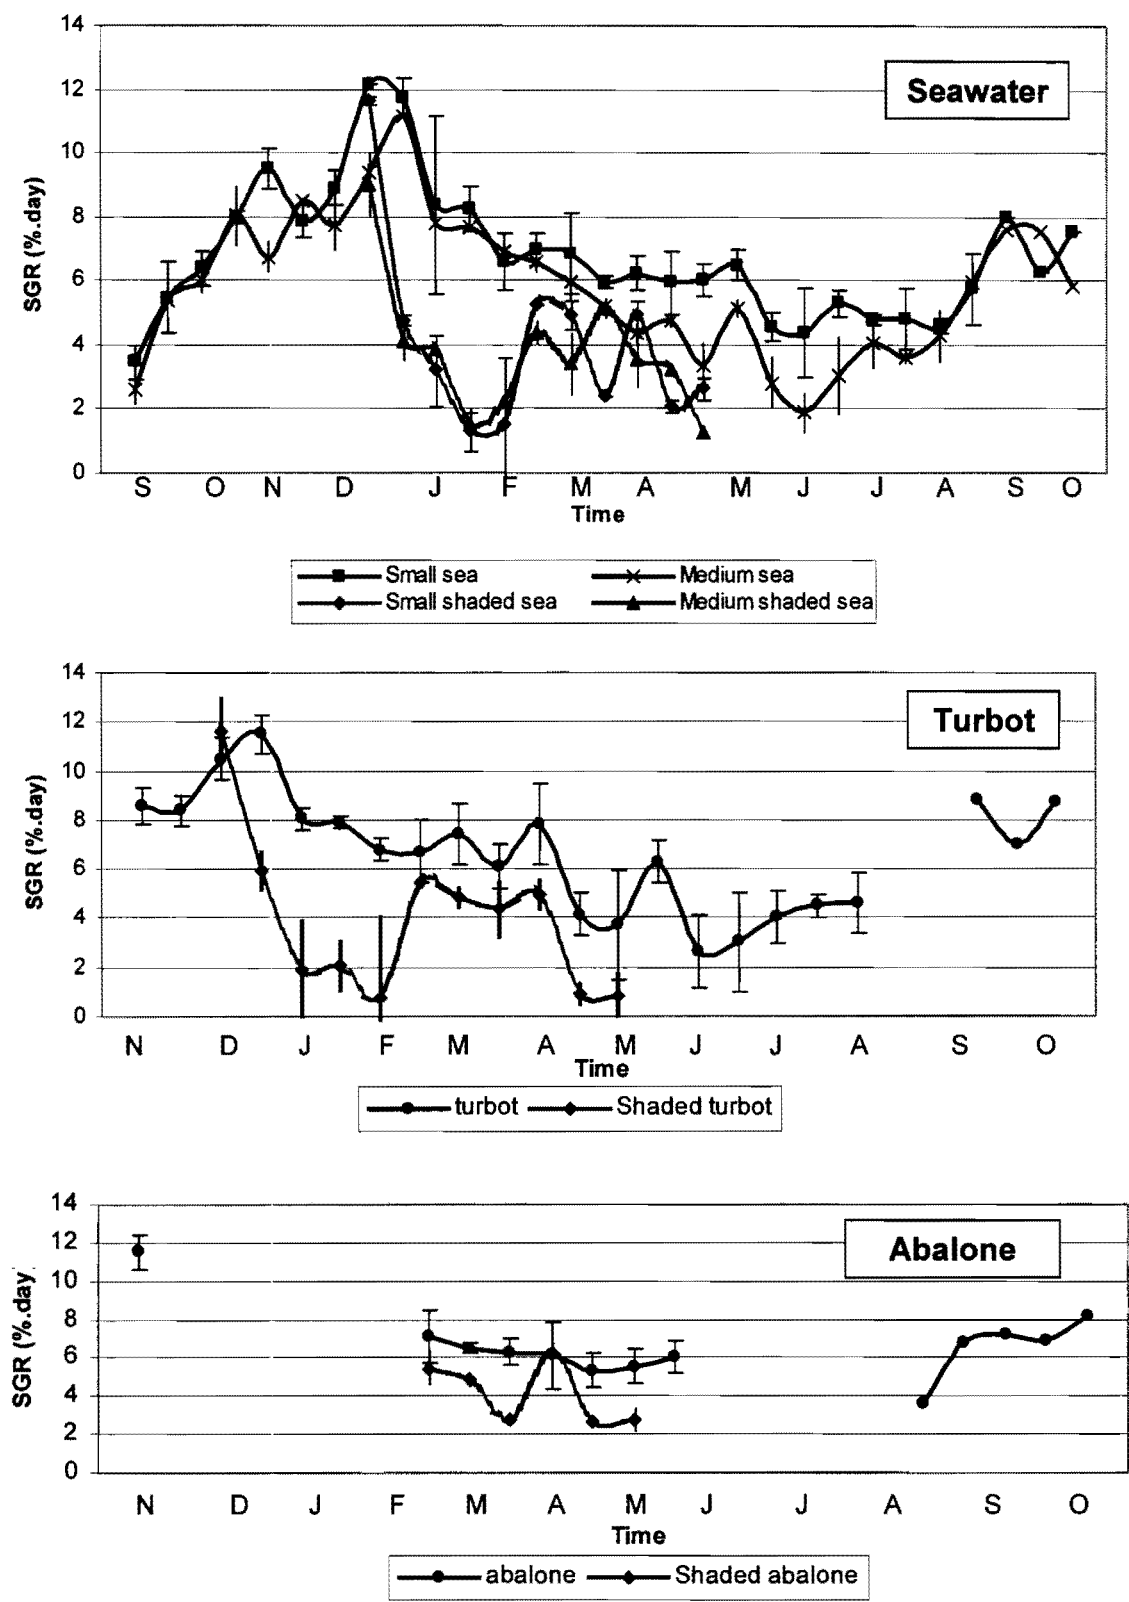 14
Seawater
12
10
8
6
4
2
0
SGR (%.day)
S O N D J F M A M J J A S O
Time
Small sea Medium sea
Small shaded sea Medium shaded sea
14
Turbot
12
10
8
6
4
2
0
SGR (%.day)
N D J F M A M J J A S O
Time
turbot Shaded turbot
14
12
Abalone
10
8
6
4
2
0
SGR (%.day)
N D J F M A M J J A S O
Time
abalone Shaded abalone